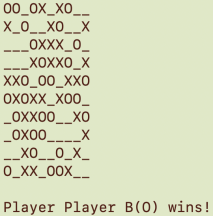 OO_OX_XO__
X_O__XO__X
___OXXX_O_
___XOXXO_X
XXO_OO_XXO
OXOXX_XOO_
_OXXOO__XO
_OXOO____X
__XO__O_X_
O_XX_OOX__
Player Player B(O) wins!